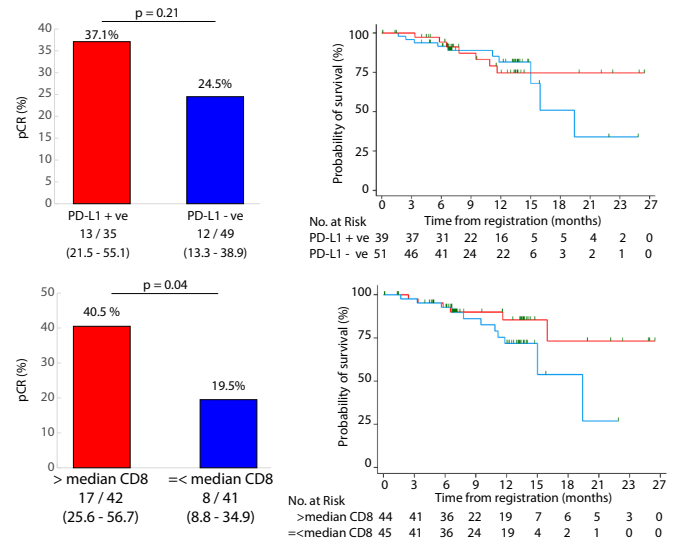 p = 0.21
40
35
30
25
20
15
10
5
0
pCR (%)
37.1%
24.5%
PD-L1 + ve
PD-L1 - ve
13 / 35
12 / 49
(21.5 - 55.1)
(13.3 - 38.9)
100
75
50
25
0
Probability of survival (%)
0 3 6 9 12 15 18 21 23 27
No. at Risk
Time from registration (months)
PD-L1 + ve 39 37 31 22 16 5 5 4 2 0
PD-L1 - ve 51 46 41 24 22 6 3 2 1 0
p = 0.04
50
40
30
20
10
0
pCR (%)
40.5 %
19.5%
> median CD8
=< median CD8
17 / 42
8 / 41
(25.6 - 56.7)
(8.8 - 34.9)
100
75
50
25
0
Probability of survival (%)
0 3 6 9 12 15 18 21 23 27
No. at Risk
Time from registration (months)
>median CD8 44 41 36 22 19 7 6 5 3 0
=<median CD8 45 41 36 24 19 4 2 1 0 0